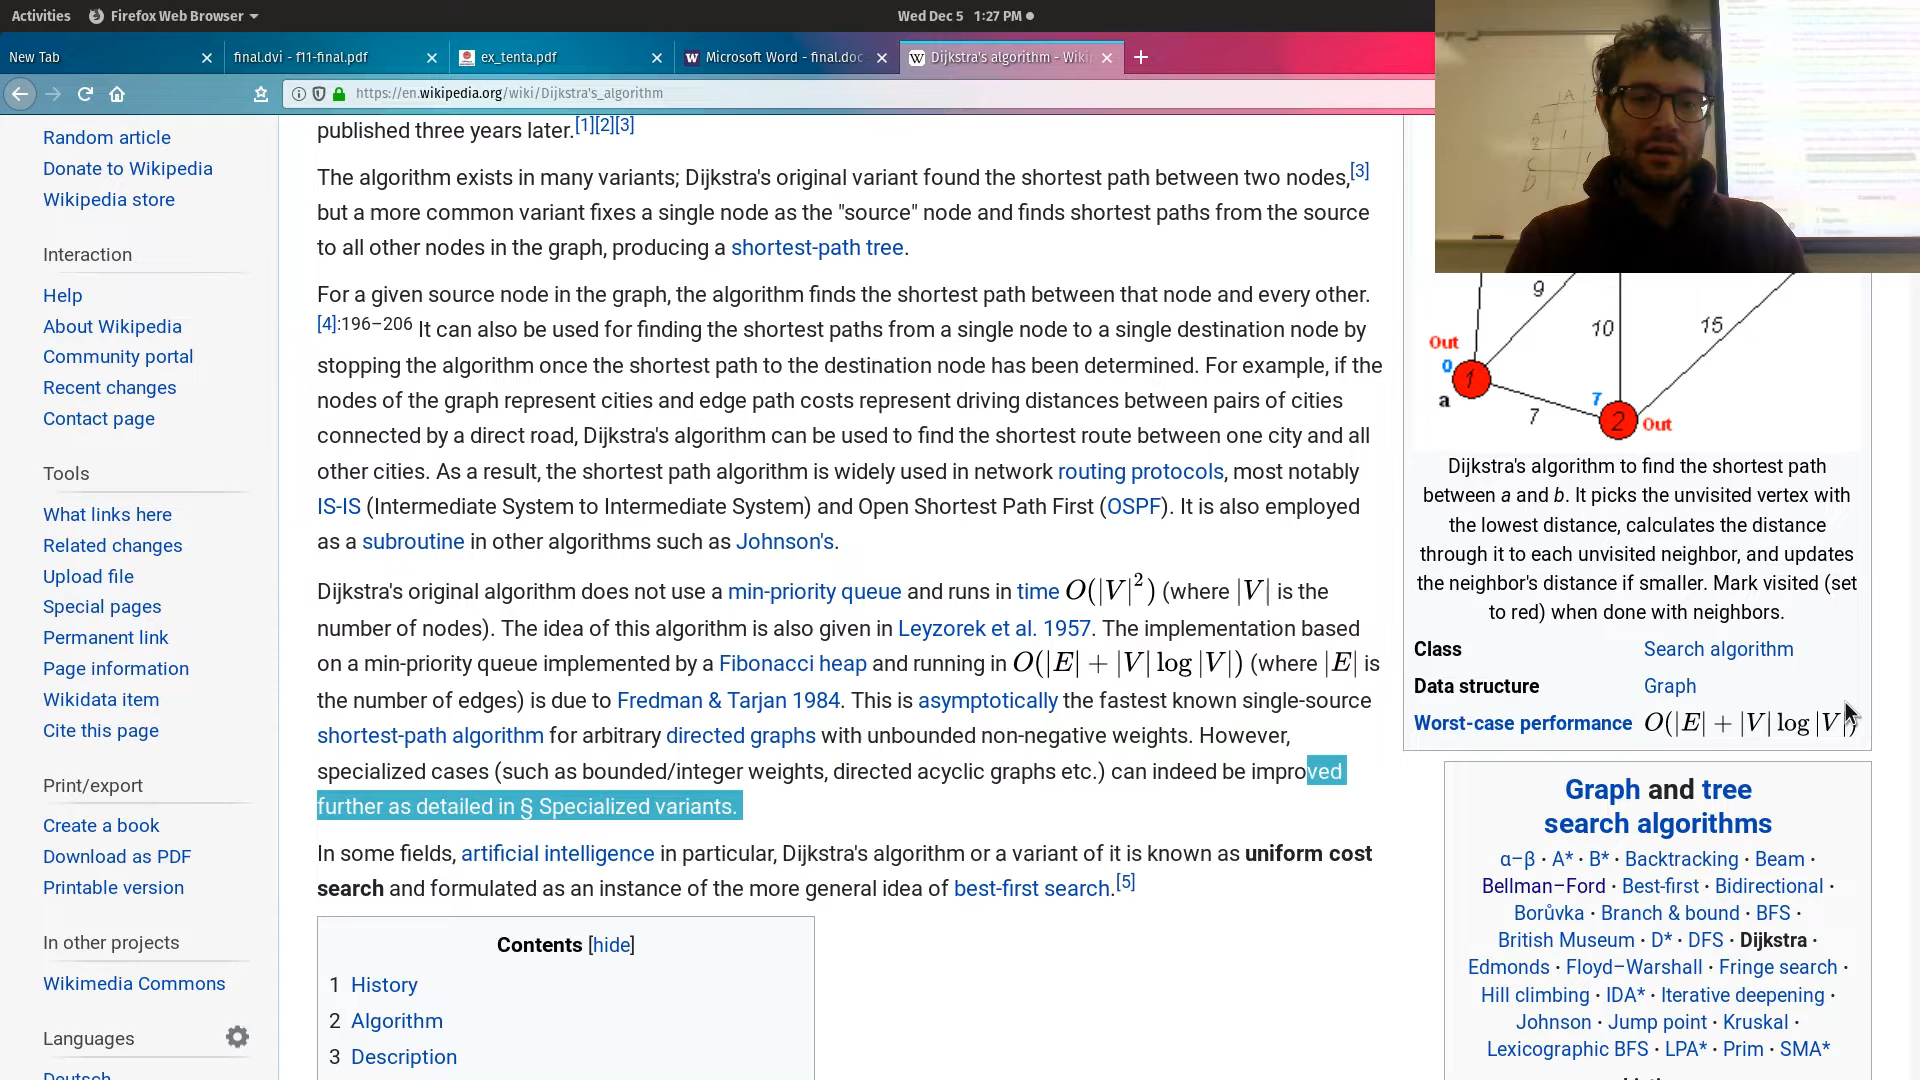 Activities
Firefox Web Browser
Wed Dec 5 1:27 PM
New Tab
final.dvi - f11-final.pdf
ex_tenta.pdf
Microsoft Word - final.doc
Dijkstra's algorithm - Wiki
https://en.wikipedia.org/wiki/Dijkstra's_algorithm
Random article
Donate to Wikipedia
Wikipedia store
Interaction
Help
About Wikipedia
Community portal
Recent changes
Contact page
Tools
What links here
Related changes
Upload file
Special pages
Permanent link
Page information
Wikidata item
Cite this page
Print/export
Create a book
Download as PDF
Printable version
In other projects
Wikimedia Commons
Languages
Deutsch
published three years later.[1][2][3]
The algorithm exists in many variants; Dijkstra's original variant found the shortest path between two nodes,[3]
but a more common variant fixes a single node as the "source" node and finds shortest paths from the source
to all other nodes in the graph, producing a shortest-path tree.
For a given source node in the graph, the algorithm finds the shortest path between that node and every other.
[4]:196–206 It can also be used for finding the shortest paths from a single node to a single destination node by
stopping the algorithm once the shortest path to the destination node has been determined. For example, if the
nodes of the graph represent cities and edge path costs represent driving distances between pairs of cities
connected by a direct road, Dijkstra's algorithm can be used to find the shortest route between one city and all
other cities. As a result, the shortest path algorithm is widely used in network routing protocols, most notably
IS-IS (Intermediate System to Intermediate System) and Open Shortest Path First (OSPF). It is also employed
as a subroutine in other algorithms such as Johnson's.
Dijkstra's original algorithm does not use a min-priority queue and runs in time O(|V|²) (where |V| is the
number of nodes). The idea of this algorithm is also given in Leyzorek et al. 1957. The implementation based
on a min-priority queue implemented by a Fibonacci heap and running in O(|E| + |V| log |V|) (where |E| is
the number of edges) is due to Fredman & Tarjan 1984. This is asymptotically the fastest known single-source
shortest-path algorithm for arbitrary directed graphs with unbounded non-negative weights. However,
specialized cases (such as bounded/integer weights, directed acyclic graphs etc.) can indeed be improved
further as detailed in § Specialized variants.
In some fields, artificial intelligence in particular, Dijkstra's algorithm or a variant of it is known as uniform cost
search and formulated as an instance of the more general idea of best-first search.[5]
Contents [hide]
1 History
2 Algorithm
3 Description
9
10
15
Out
0
1
a
7
7
2
Out
Dijkstra's algorithm to find the shortest path
between a and b. It picks the unvisited vertex with
the lowest distance, calculates the distance
through it to each unvisited neighbor, and updates
the neighbor's distance if smaller. Mark visited (set
to red) when done with neighbors.
Class Search algorithm
Data structure Graph
Worst-case performance O(|E| + |V| log |V|)
Graph and tree
search algorithms
α–β · A* · B* · Backtracking · Beam ·
Bellman–Ford · Best-first · Bidirectional ·
Borůvka · Branch & bound · BFS ·
British Museum · D* · DFS · Dijkstra ·
Edmonds · Floyd–Warshall · Fringe search ·
Hill climbing · IDA* · Iterative deepening ·
Johnson · Jump point · Kruskal ·
Lexicographic BFS · LPA* · Prim · SMA*